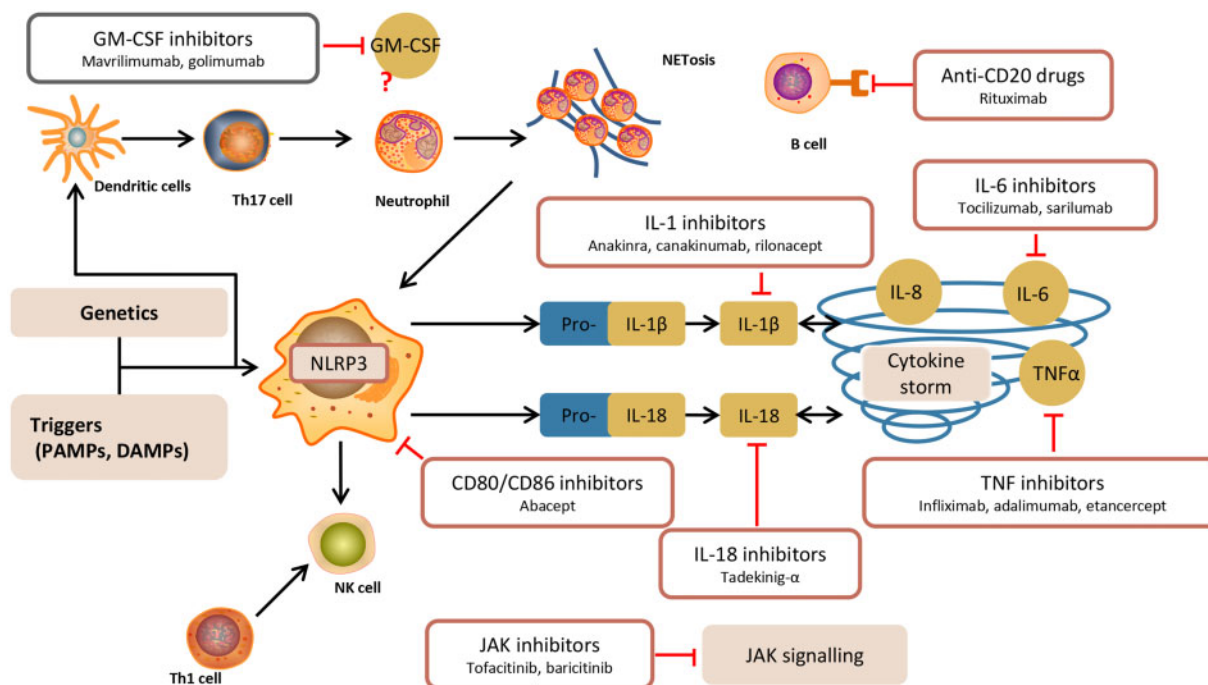 GM-CSF inhibitors
Mavrilimumab, golimumab
GM-CSF
?
NETosis
Anti-CD20 drugs
Rituximab
B cell
Dendritic cells
Th17 cell
Neutrophil
IL-6 inhibitors
Tocilizumab, sarilumab
IL-1 inhibitors
Anakinra, canakinumab, rilonacept
Genetics
IL-8
IL-6
Pro-
IL-1β
IL-1β
NLRP3
Cytokine
storm
TNFα
Triggers
(PAMPs, DAMPs)
Pro-
IL-18
IL-18
CD80/CD86 inhibitors
Abacept
TNF inhibitors
Infliximab, adalimumab, etancercept
IL-18 inhibitors
Tadekinig-α
NK cell
JAK inhibitors
Tofacitinib, baricitinib
JAK signalling
Th1 cell